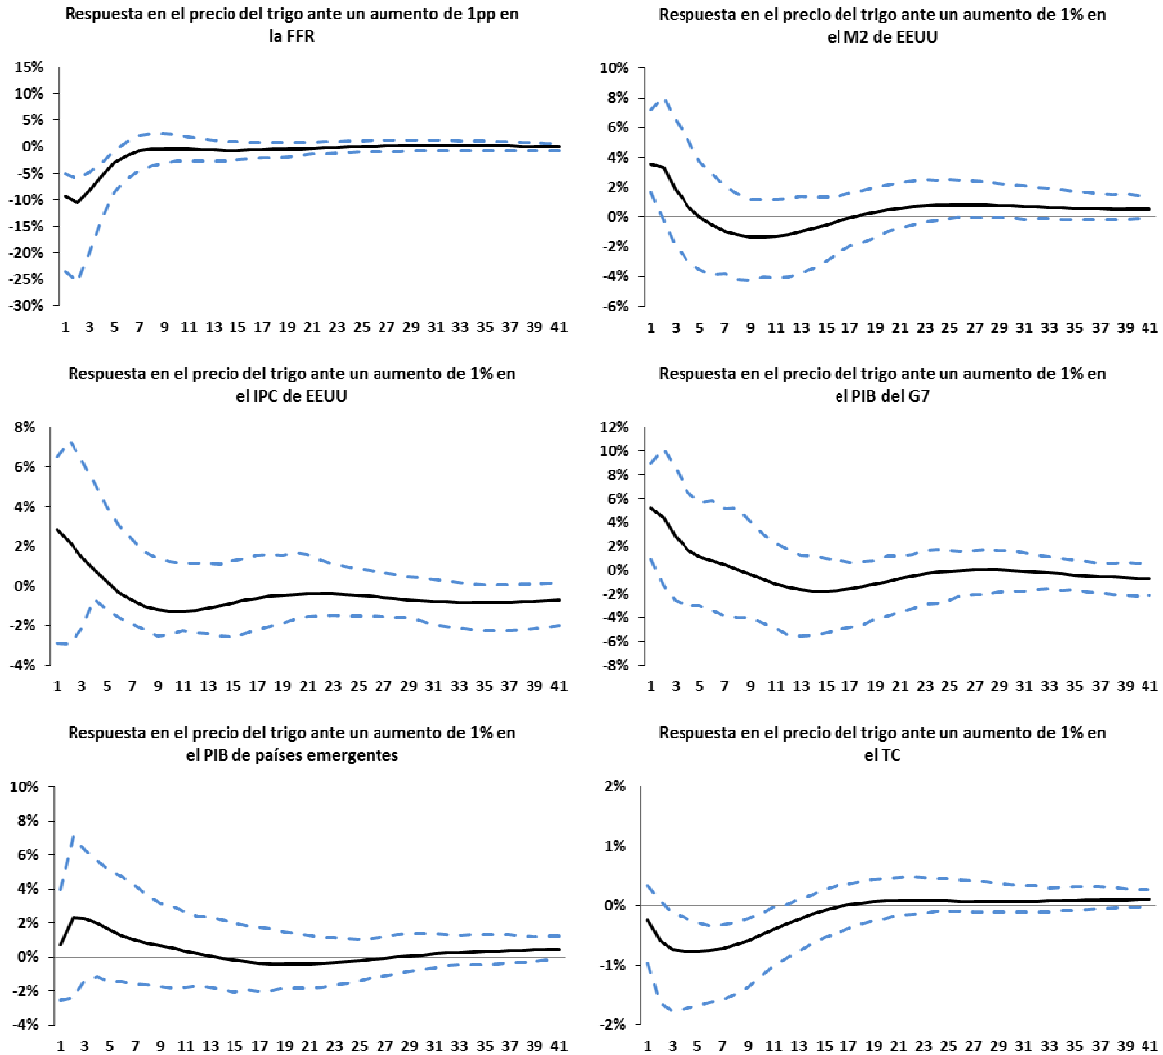 Respuesta en el precio del trigo ante un aumento de 1pp en
la FFR
15%
10%
5%
0%
-5%
-10%
-15%
-20%
-25%
-30%
1 3 5 7 9 11 13 15 17 19 21 23 25 27 29 31 33 35 37 39 41
Respuesta en el precio del trigo ante un aumento de 1% en
el M2 de EEUU
10%
8%
6%
4%
2%
0%
-2%
-4%
-6%
1 3 5 7 9 11 13 15 17 19 21 23 25 27 29 31 33 35 37 39 41
Respuesta en el precio del trigo ante un aumento de 1% en
el IPC de EEUU
8%
6%
4%
2%
0%
-2%
-4%
1 3 5 7 9 11 13 15 17 19 21 23 25 27 29 31 33 35 37 39 41
Respuesta en el precio del trigo ante un aumento de 1% en
el PIB del G7
12%
10%
8%
6%
4%
2%
0%
-2%
-4%
-6%
-8%
1 3 5 7 9 11 13 15 17 19 21 23 25 27 29 31 33 35 37 39 41
Respuesta en el precio del trigo ante un aumento de 1% en
el PIB de países emergentes
10%
8%
6%
4%
2%
0%
-2%
-4%
1 3 5 7 9 11 13 15 17 19 21 23 25 27 29 31 33 35 37 39 41
Respuesta en el precio del trigo ante un aumento de 1% en
el TC
2%
1%
0%
-1%
-2%
1 3 5 7 9 11 13 15 17 19 21 23 25 27 29 31 33 35 37 39 41